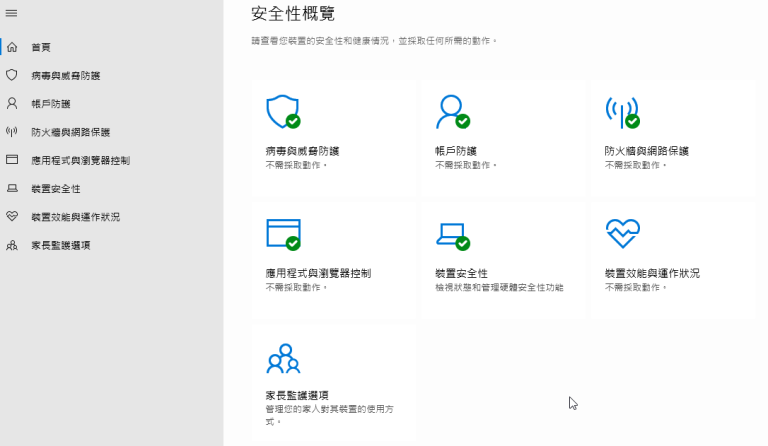 安全性概覽
請查看您裝置的安全性和健康情況，並採取任何所需的動作。
首頁
病毒與威脅防護
帳戶防護
防火牆與網路保護
應用程式與瀏覽器控制
裝置安全性
裝置效能與運作狀況
家長監護選項
病毒與威脅防護
不需採取動作。
帳戶防護
不需採取動作。
防火牆與網路保護
不需採取動作。
應用程式與瀏覽器控制
不需採取動作。
裝置安全性
檢視狀態和管理硬體安全性功能
裝置效能與運作狀況
不需採取動作。
家長監護選項
管理您的家人對其裝置的使用方
式。